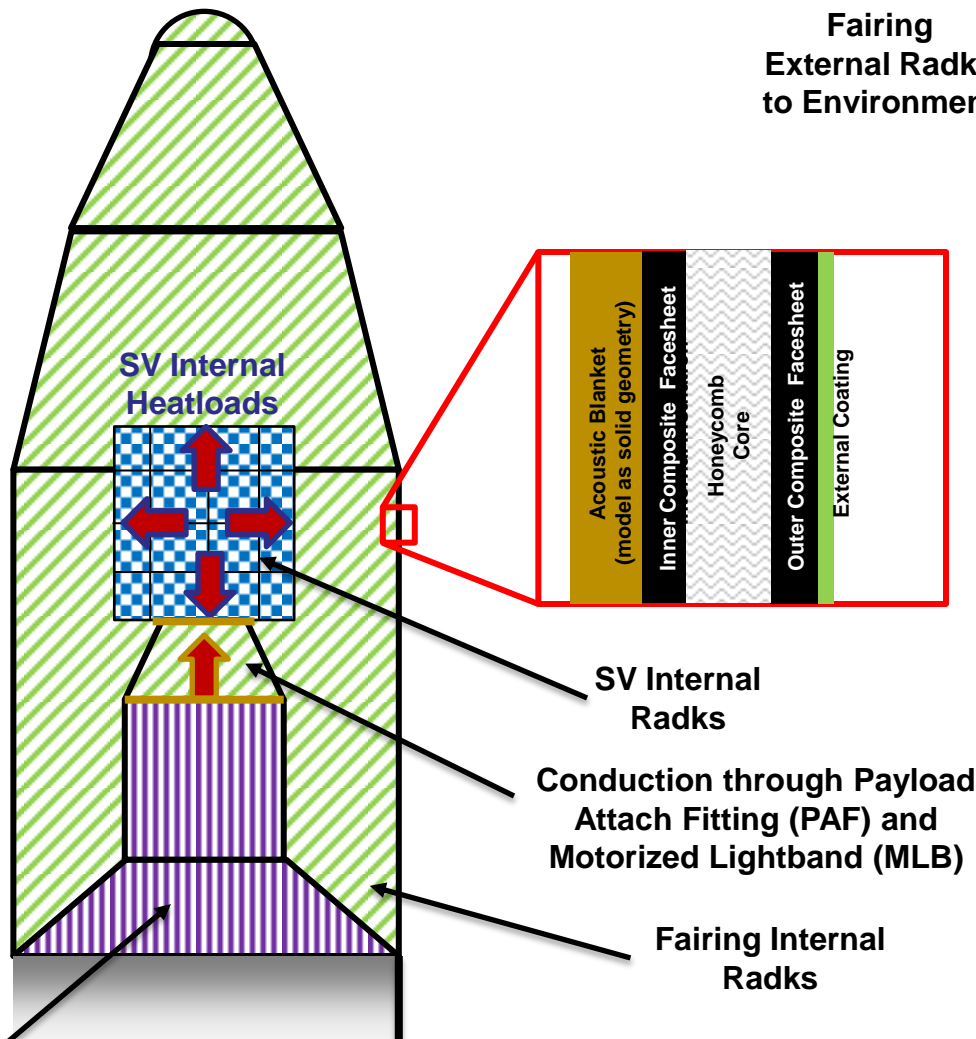 Fairing
External Radk
to Environmen
SV Internal
Heatloads
Acoustic Blanket
(model as solid geometry)
Inner Composite Facesheet
Honeycomb
Core
Outer Composite Facesheet
External Coating
SV Internal
Radks
Conduction through Payload
Attach Fitting (PAF) and
Motorized Lightband (MLB)
Fairing Internal
Radks